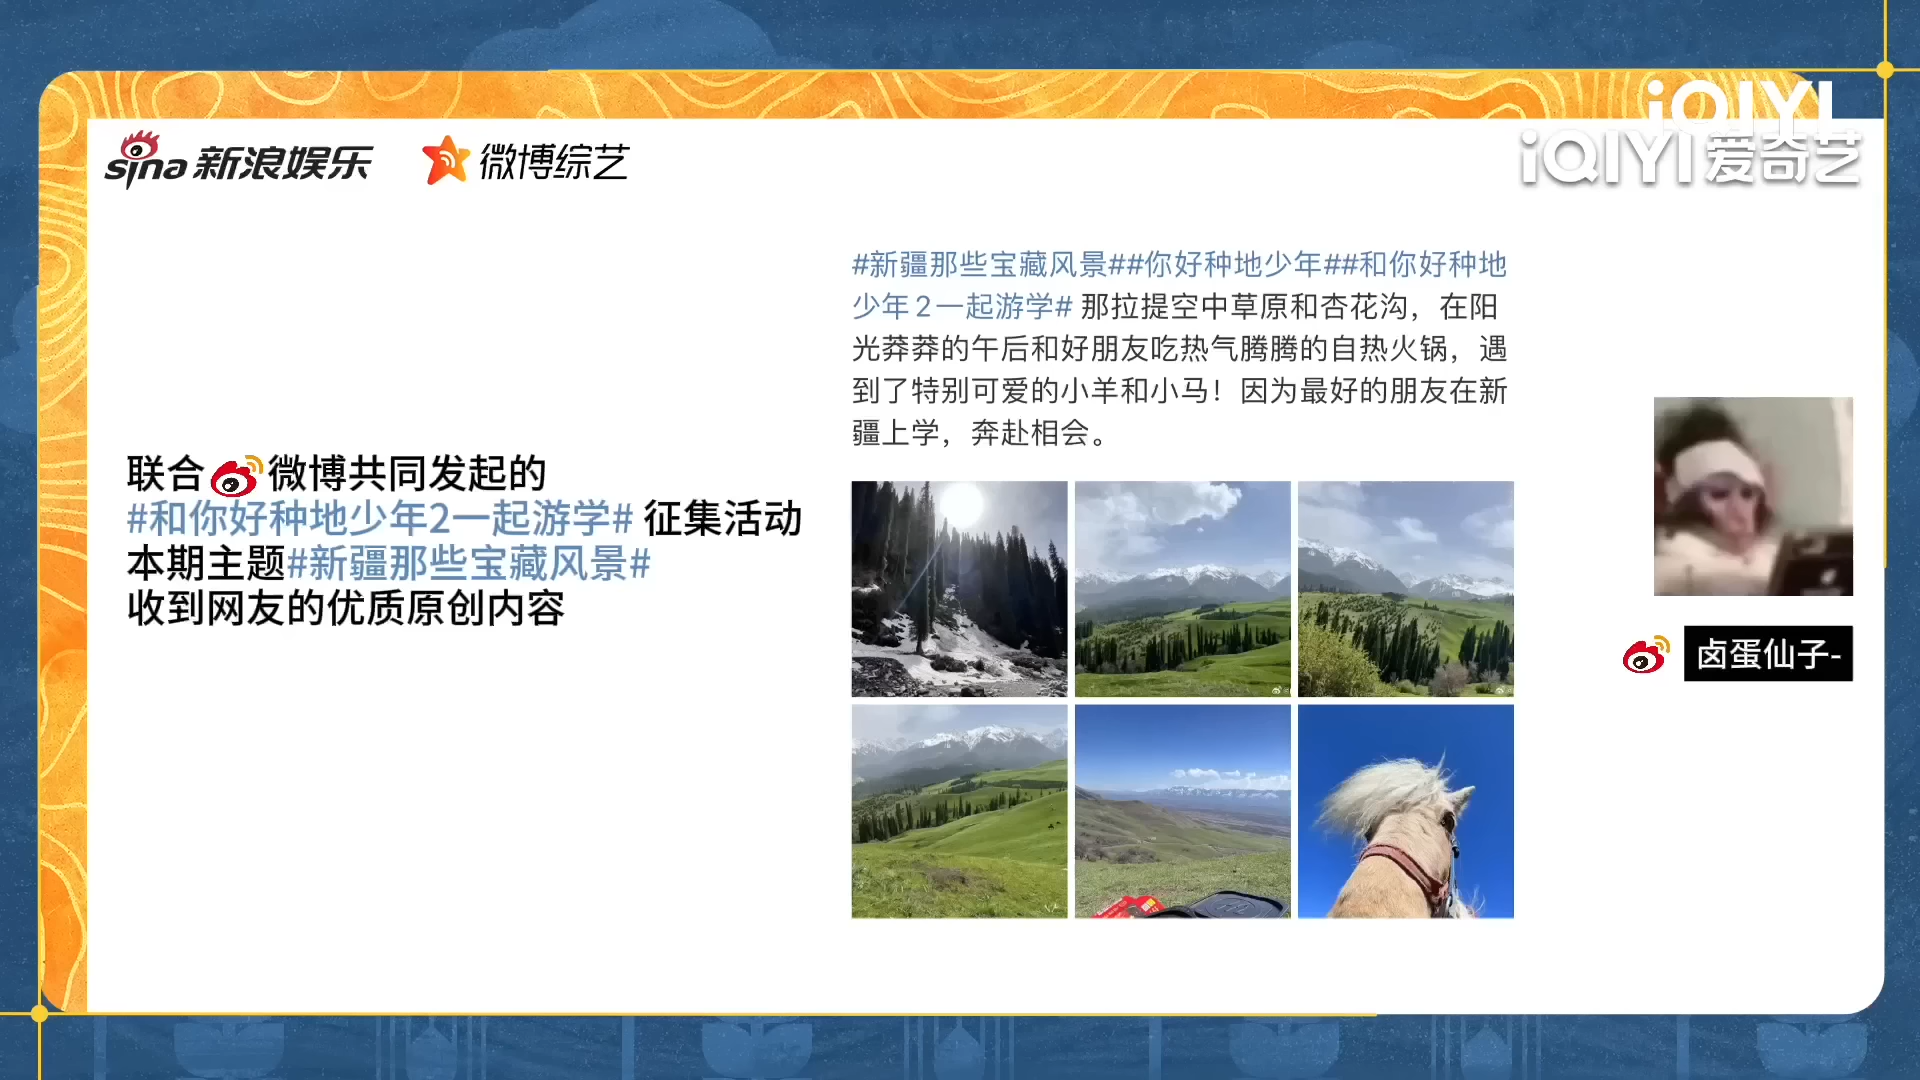 iQIYI
iQIYI 爱奇艺
sina 新浪娱乐
微博综艺
#新疆那些宝藏风景##你好种地少年##和你好种地
少年2一起游学# 那拉提空中草原和杏花沟，在阳
光莽莽的午后和好朋友吃热气腾腾的自热火锅，遇
到了特别可爱的小羊和小马！因为最好的朋友在新
疆上学，奔赴相会。
联合微博共同发起的
#和你好种地少年2一起游学# 征集活动
本期主题#新疆那些宝藏风景#
收到网友的优质原创内容
卤蛋仙子-